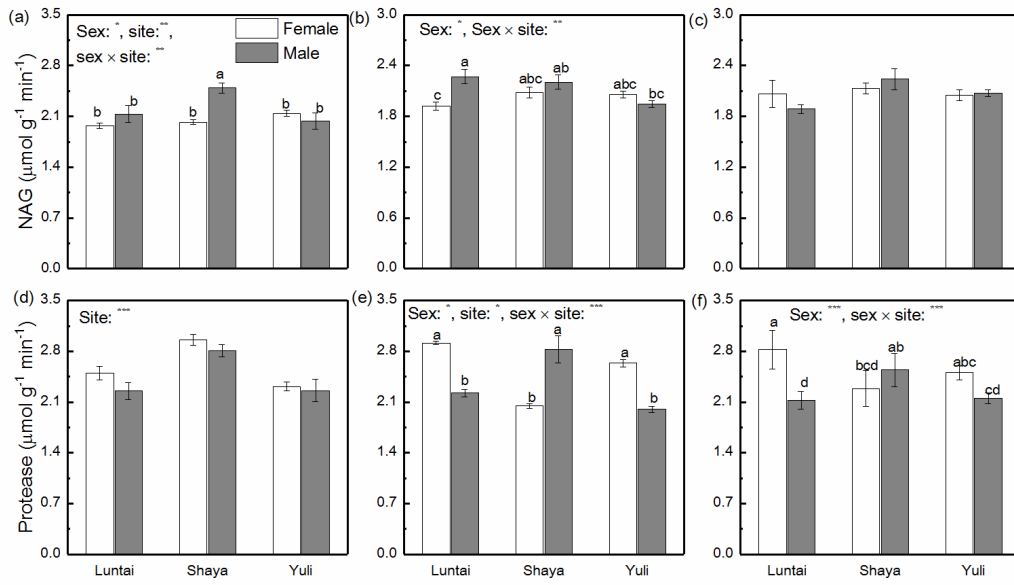 (a)
Sex: *, site: **,
sex × site: **
Female
Male
b b b a b b
3.5
2.8
2.1
1.4
0.7
0.0
NAG (μmol g-1 min-1)
(b)
Sex: *, Sex × site: **
c a abc ab abc bc
3.0
2.4
1.8
1.2
0.6
0.0
(c)
3.0
2.4
1.8
1.2
0.6
0.0
(d)
Site: ***
3.5
2.8
2.1
1.4
0.7
0.0
Protease (μmol g-1 min-1)
Luntai Shaya Yuli
(e)
Sex: *, site: *, sex × site: ***
a b b a a b
3.5
2.8
2.1
1.4
0.7
0.0
Luntai Shaya Yuli
(f)
Sex: ***, sex × site: ***
a d bcd ab abc cd
3.5
2.8
2.1
1.4
0.7
0.0
Luntai Shaya Yuli